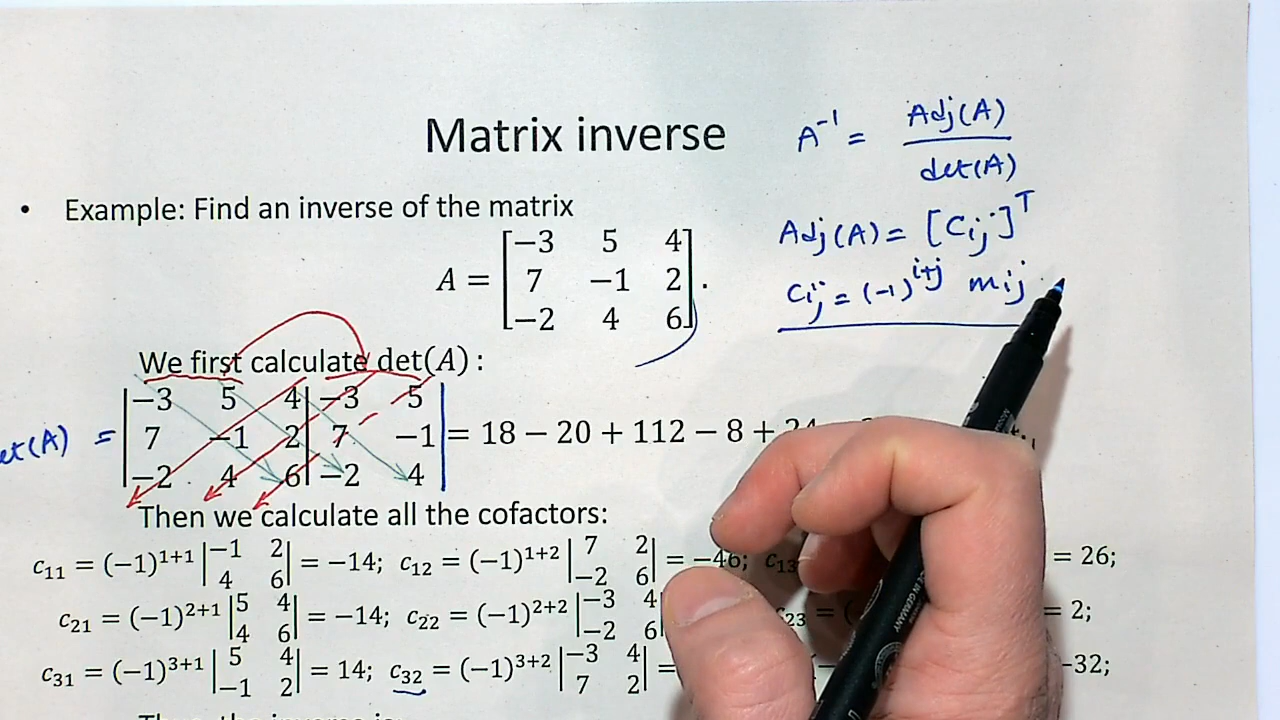 Matrix inverse
A⁻¹ = Adj(A) / det(A)
Adj(A) = [Cij]ᵀ
Cij = (-1)ⁱ⁺ʲ mij
• Example: Find an inverse of the matrix
A = [−3 5 4
7 −1 2
−2 4 6].
We first calculate det(A):
|−3 5 4| −3 5|
= |7 −1 2| 7 −1| = 18 − 20 + 112 − 8 +
|−2 4 6| −2 4|
Then we calculate all the cofactors:
c₁₁ = (−1)¹⁺¹ |−1 2; 4 6| = −14; c₁₂ = (−1)¹⁺² |7 2; −2 6| = −46; c₁₃ = 26;
c₂₁ = (−1)²⁺¹ |5 4; 4 6| = −14; c₂₂ = (−1)²⁺² |−3 4; −2 6| c₂₃ = ( = 2;
c₃₁ = (−1)³⁺¹ |5 4; −1 2| = 14; c₃₂ = (−1)³⁺² |−3 4; 7 2| = -32;